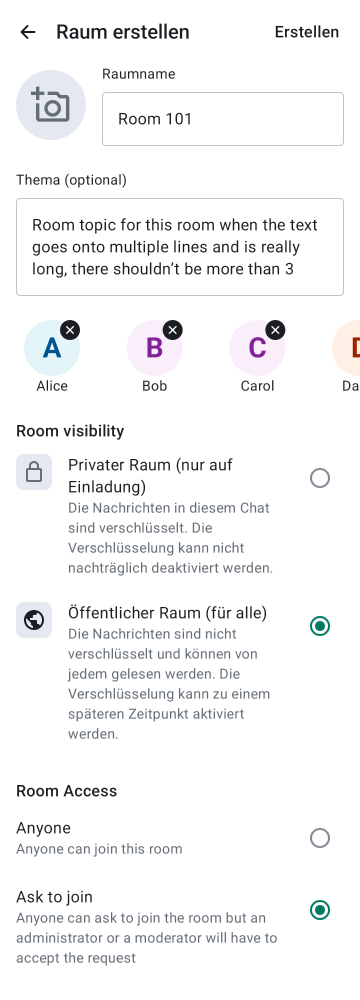 Raum erstellen
Erstellen
Raumname
Room 101
Thema (optional)
Room topic for this room when the text
goes onto multiple lines and is really
long, there shouldn’t be more than 3
A
B
C
Alice
Bob
Carol
Da
Room visibility
Privater Raum (nur auf
Einladung)
Die Nachrichten in diesem Chat
sind verschlüsselt. Die
Verschlüsselung kann nicht
nachträglich deaktiviert werden.
Öffentlicher Raum (für alle)
Die Nachrichten sind nicht
verschlüsselt und können von
jedem gelesen werden. Die
Verschlüsselung kann zu einem
späteren Zeitpunkt aktiviert
werden.
Room Access
Anyone
Anyone can join this room
Ask to join
Anyone can ask to join the room but an
administrator or a moderator will have to
accept the request